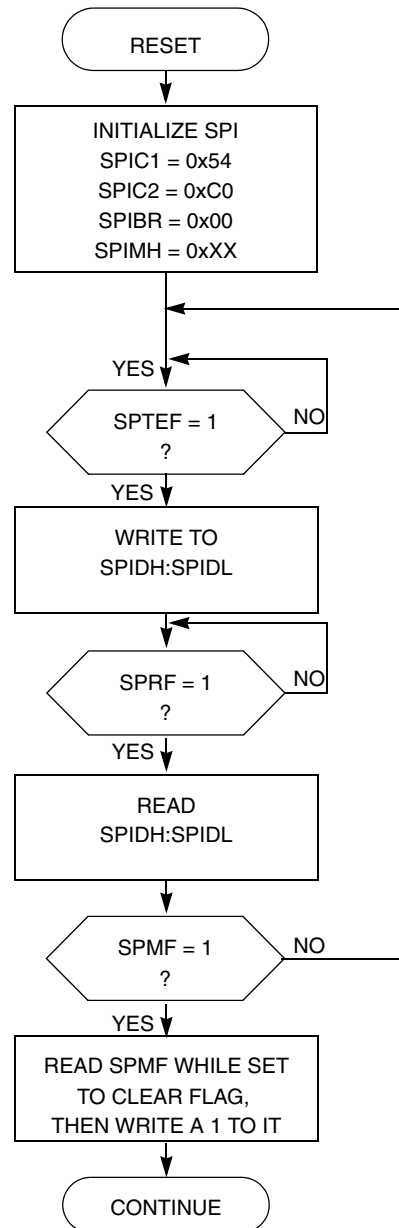 RESET
INITIALIZE SPI
SPIC1 = 0x54
SPIC2 = 0xC0
SPIBR = 0x00
SPIMH = 0xXX
YES
SPTEF = 1
?
NO
YES
WRITE TO
SPIDH:SPIDL
SPRF = 1
?
NO
YES
READ
SPIDH:SPIDL
SPMF = 1
?
NO
YES
READ SPMF WHILE SET
TO CLEAR FLAG,
THEN WRITE A 1 TO IT
CONTINUE